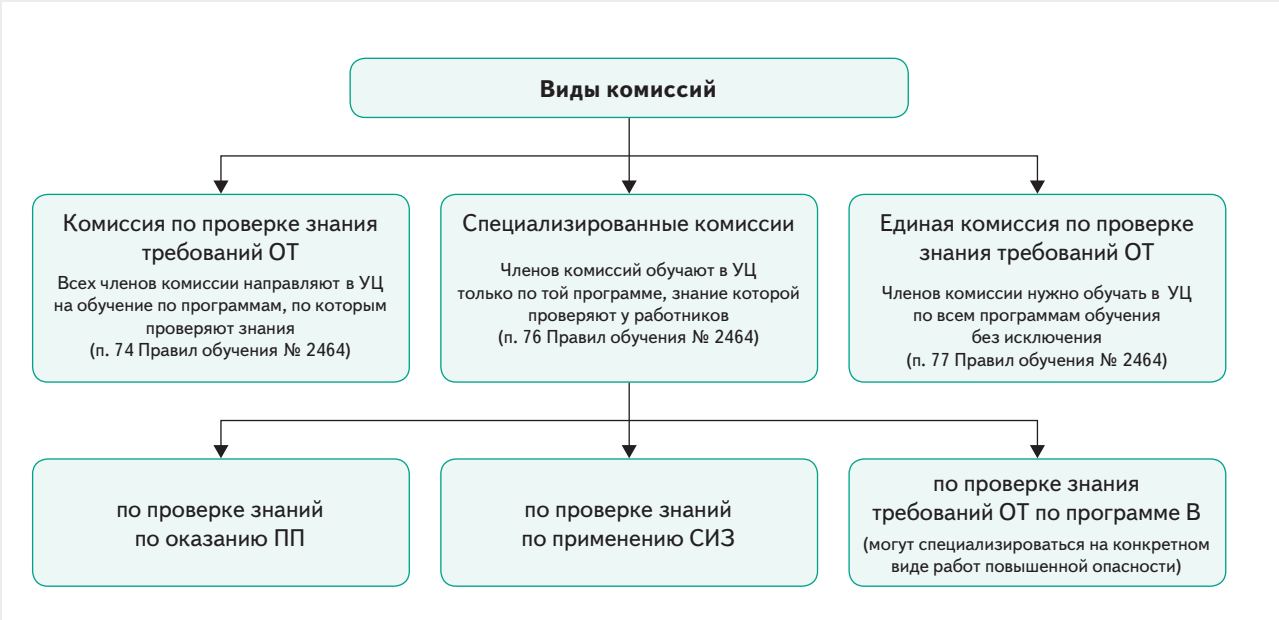 Виды комиссий
Комиссия по проверке знания
требований ОТ
Всех членов комиссии направляют в УЦ
на обучение по программам, по которым
проверяют знания
(п. 74 Правил обучения № 2464)
Специализированные комиссии
Членов комиссий обучают в УЦ
только по той программе, знание которой
проверяют у работников
(п. 76 Правил обучения № 2464)
Единая комиссия по проверке
знания требований ОТ
Членов комиссии нужно обучать в УЦ
по всем программам обучения
без исключения
(п. 77 Правил обучения № 2464)
по проверке знаний
по оказанию ПП
по проверке знаний
по применению СИЗ
по проверке знания
требований ОТ по программе В
(могут специализироваться на конкретном
виде работ повышенной опасности)